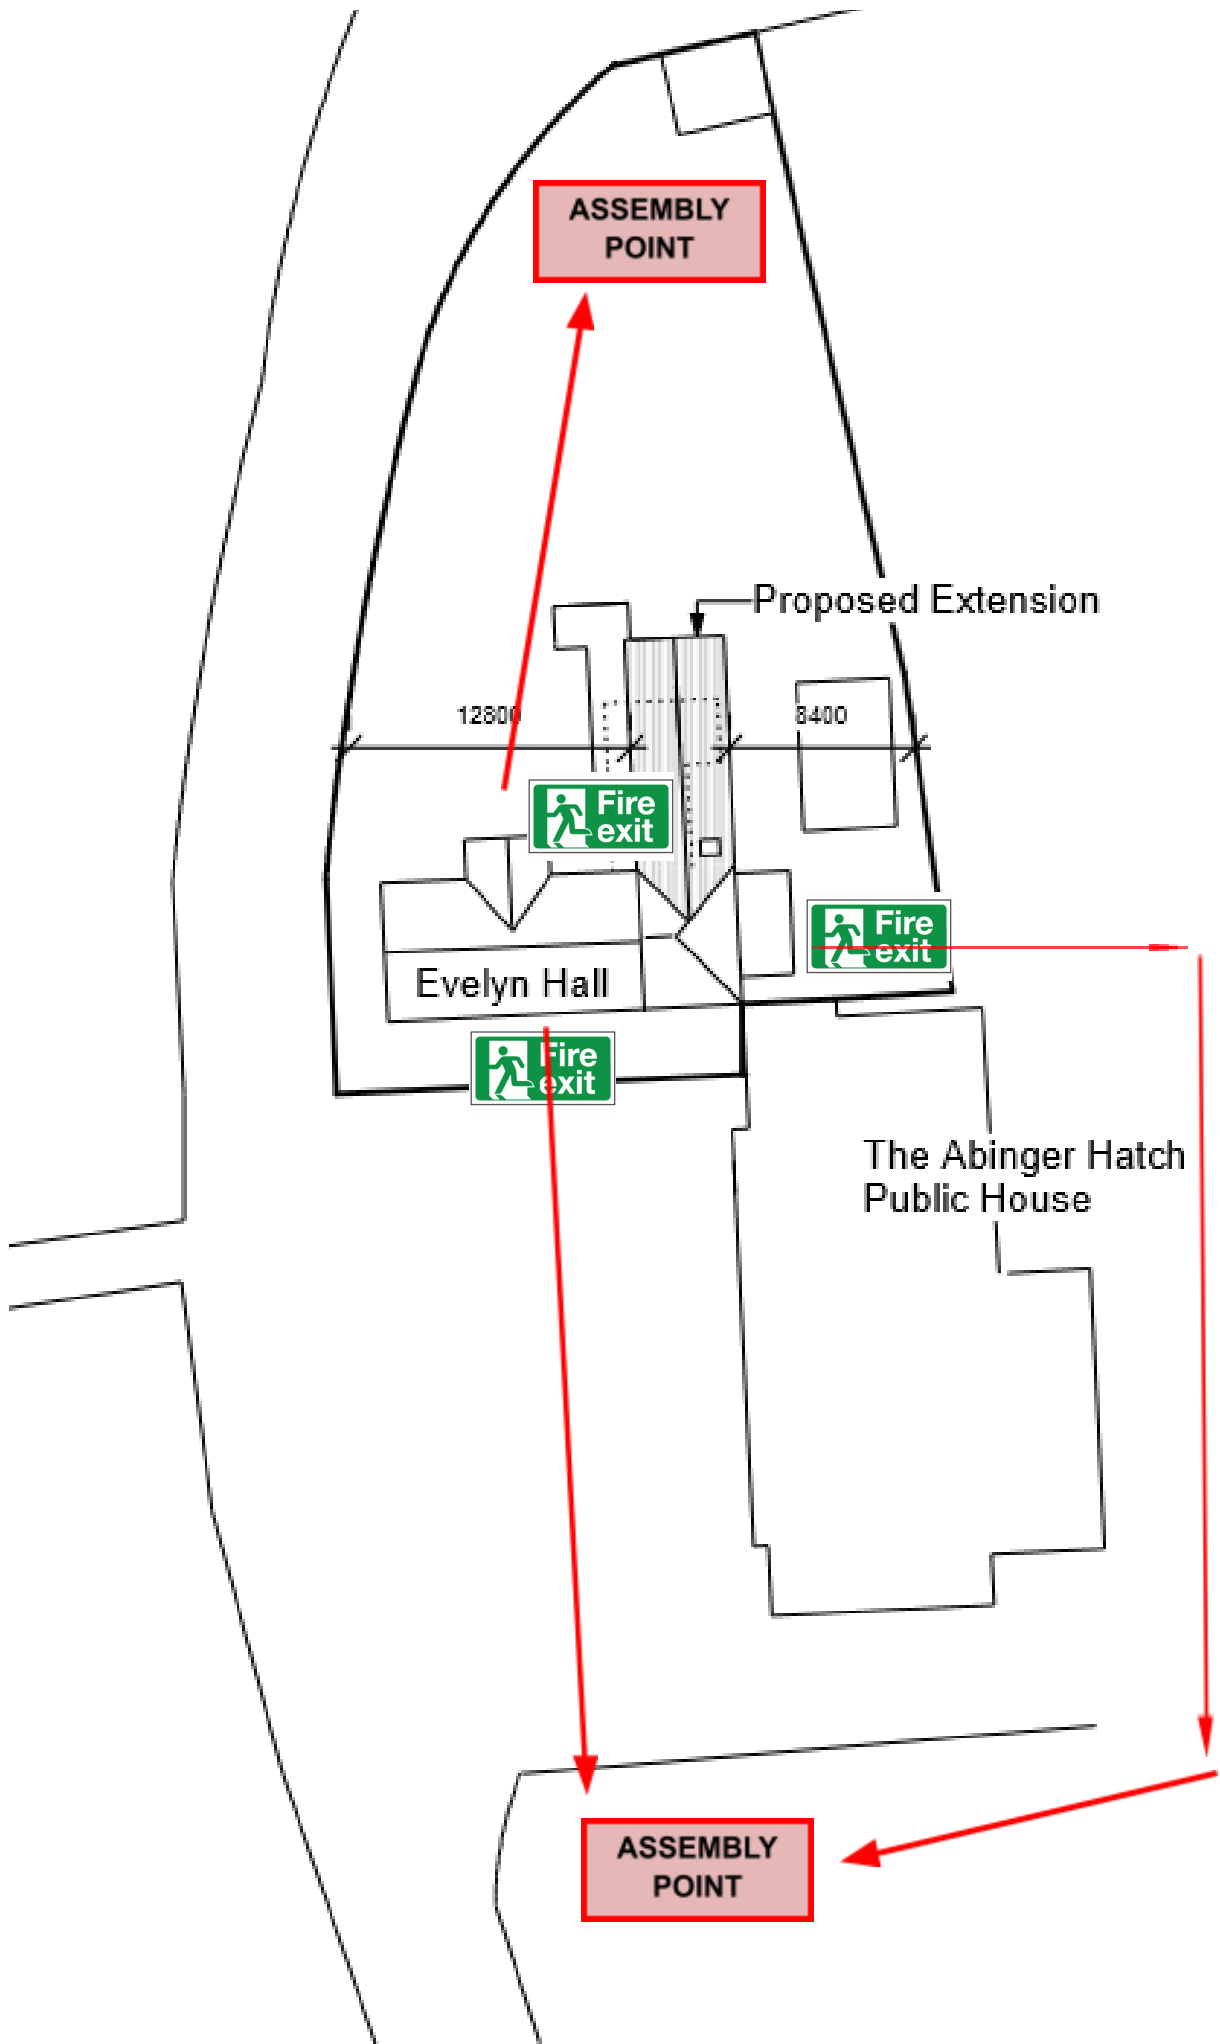 ASSEMBLY
POINT
Proposed Extension
12800
8400
Fire
exit
Fire
exit
Evelyn Hall
Fire
exit
The Abinger Hatch
Public House
ASSEMBLY
POINT